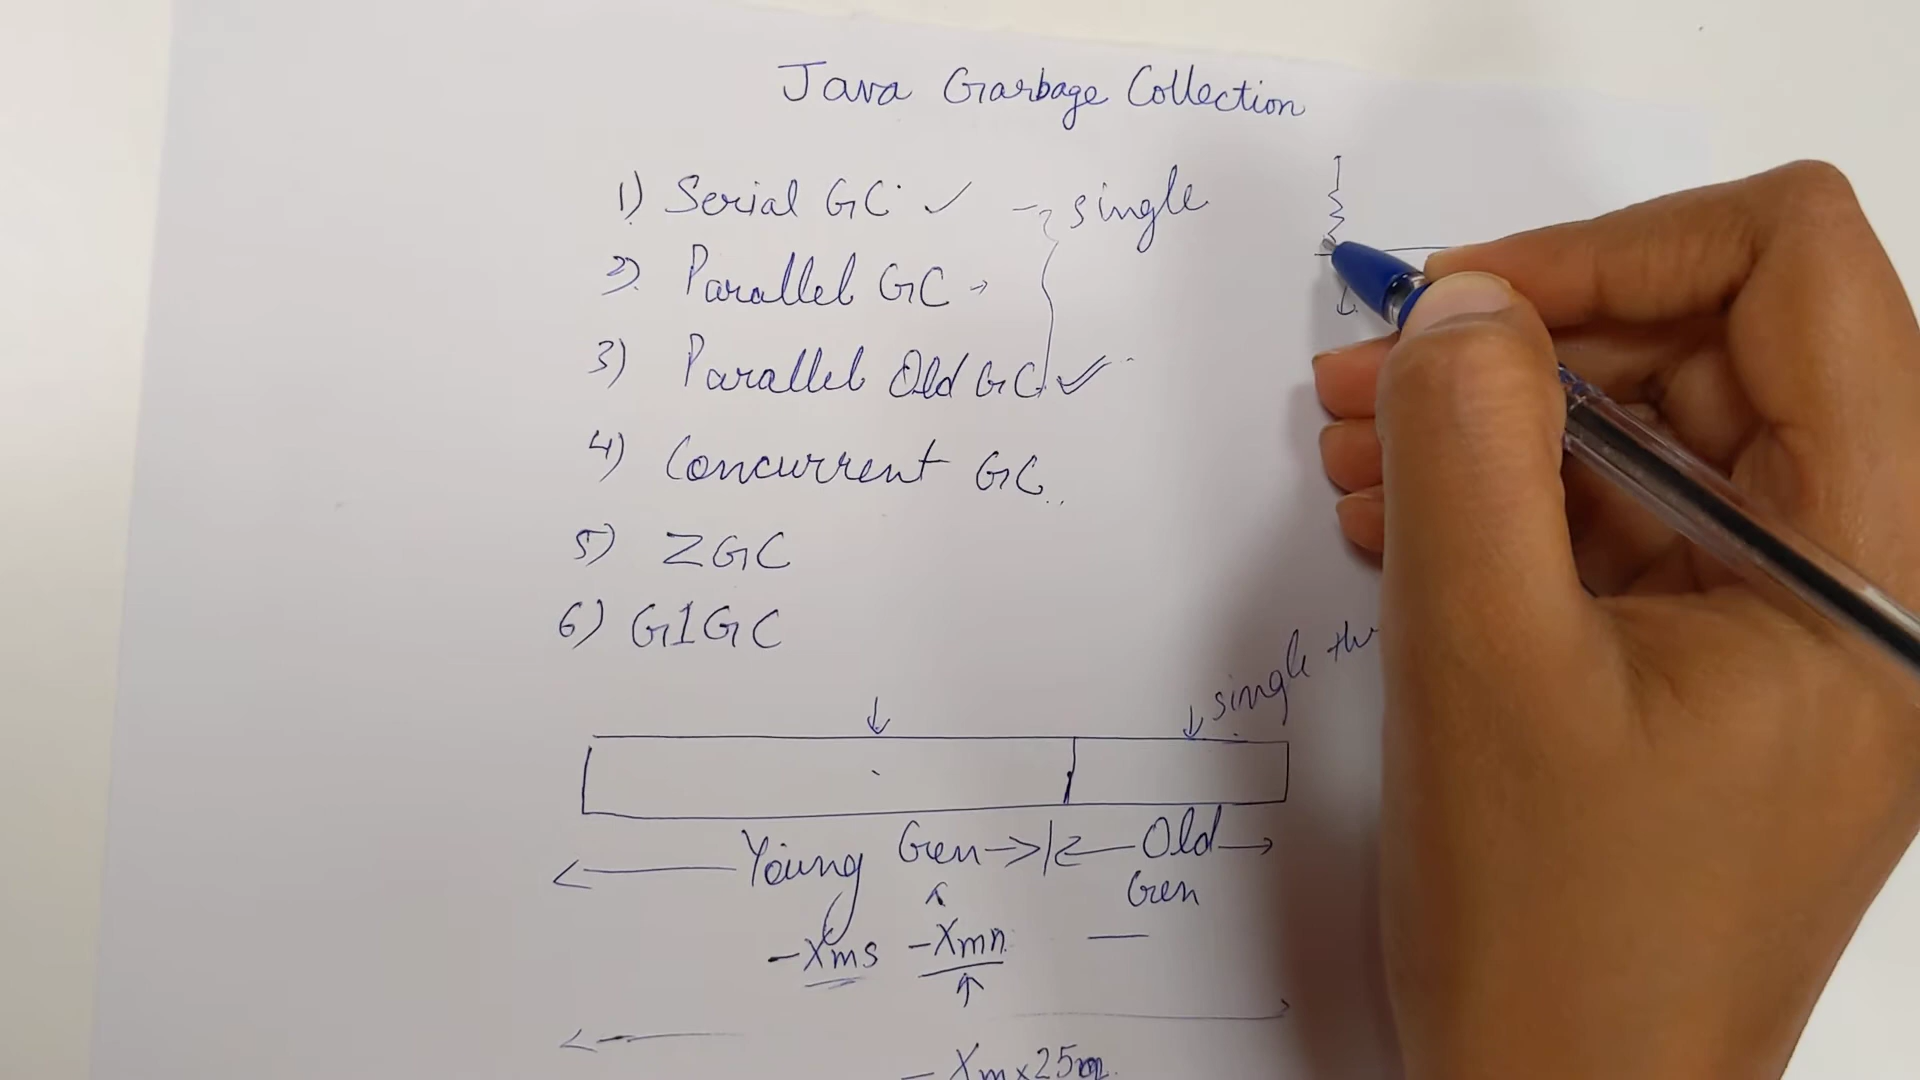 Java Garbage Collection
1) Serial GC ✓ - single
2) Parallel GC →
3) Parallel Old GC ✓
4) Concurrent GC
5) ZGC
6) G1GC
single
Young Gen Old
Gen
-Xms -Xmn
-Xmx25m